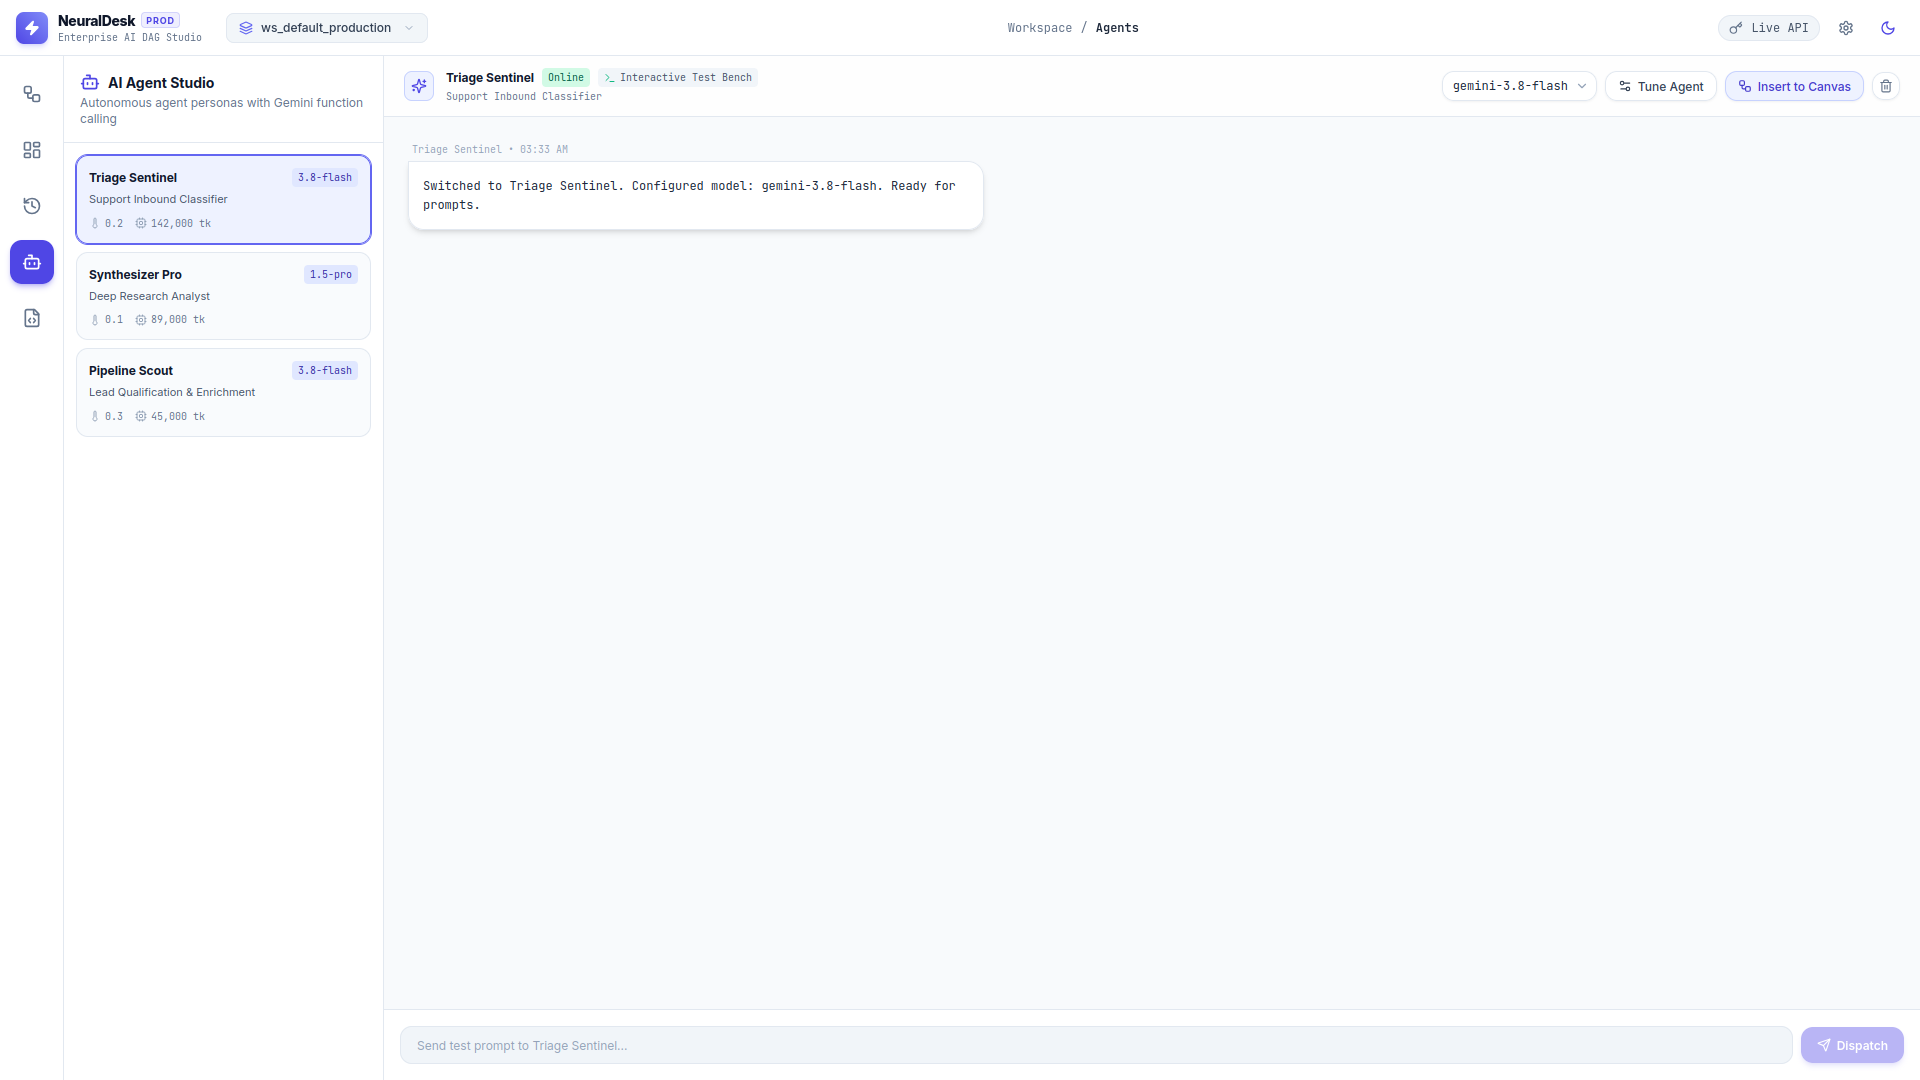 NeuralDesk PROD
Enterprise AI DAG Studio
ws_default_production
Workspace / Agents
Live API
AI Agent Studio
Autonomous agent personas with Gemini function
calling
Triage Sentinel 3.8-flash
Support Inbound Classifier
0.2 142,000 tk
Synthesizer Pro 1.5-pro
Deep Research Analyst
0.1 89,000 tk
Pipeline Scout 3.8-flash
Lead Qualification & Enrichment
0.3 45,000 tk
Triage Sentinel Online >_ Interactive Test Bench
Support Inbound Classifier
gemini-3.8-flash
Tune Agent
Insert to Canvas
Triage Sentinel • 03:33 AM
Switched to Triage Sentinel. Configured model: gemini-3.8-flash. Ready for
prompts.
Send test prompt to Triage Sentinel...
Dispatch